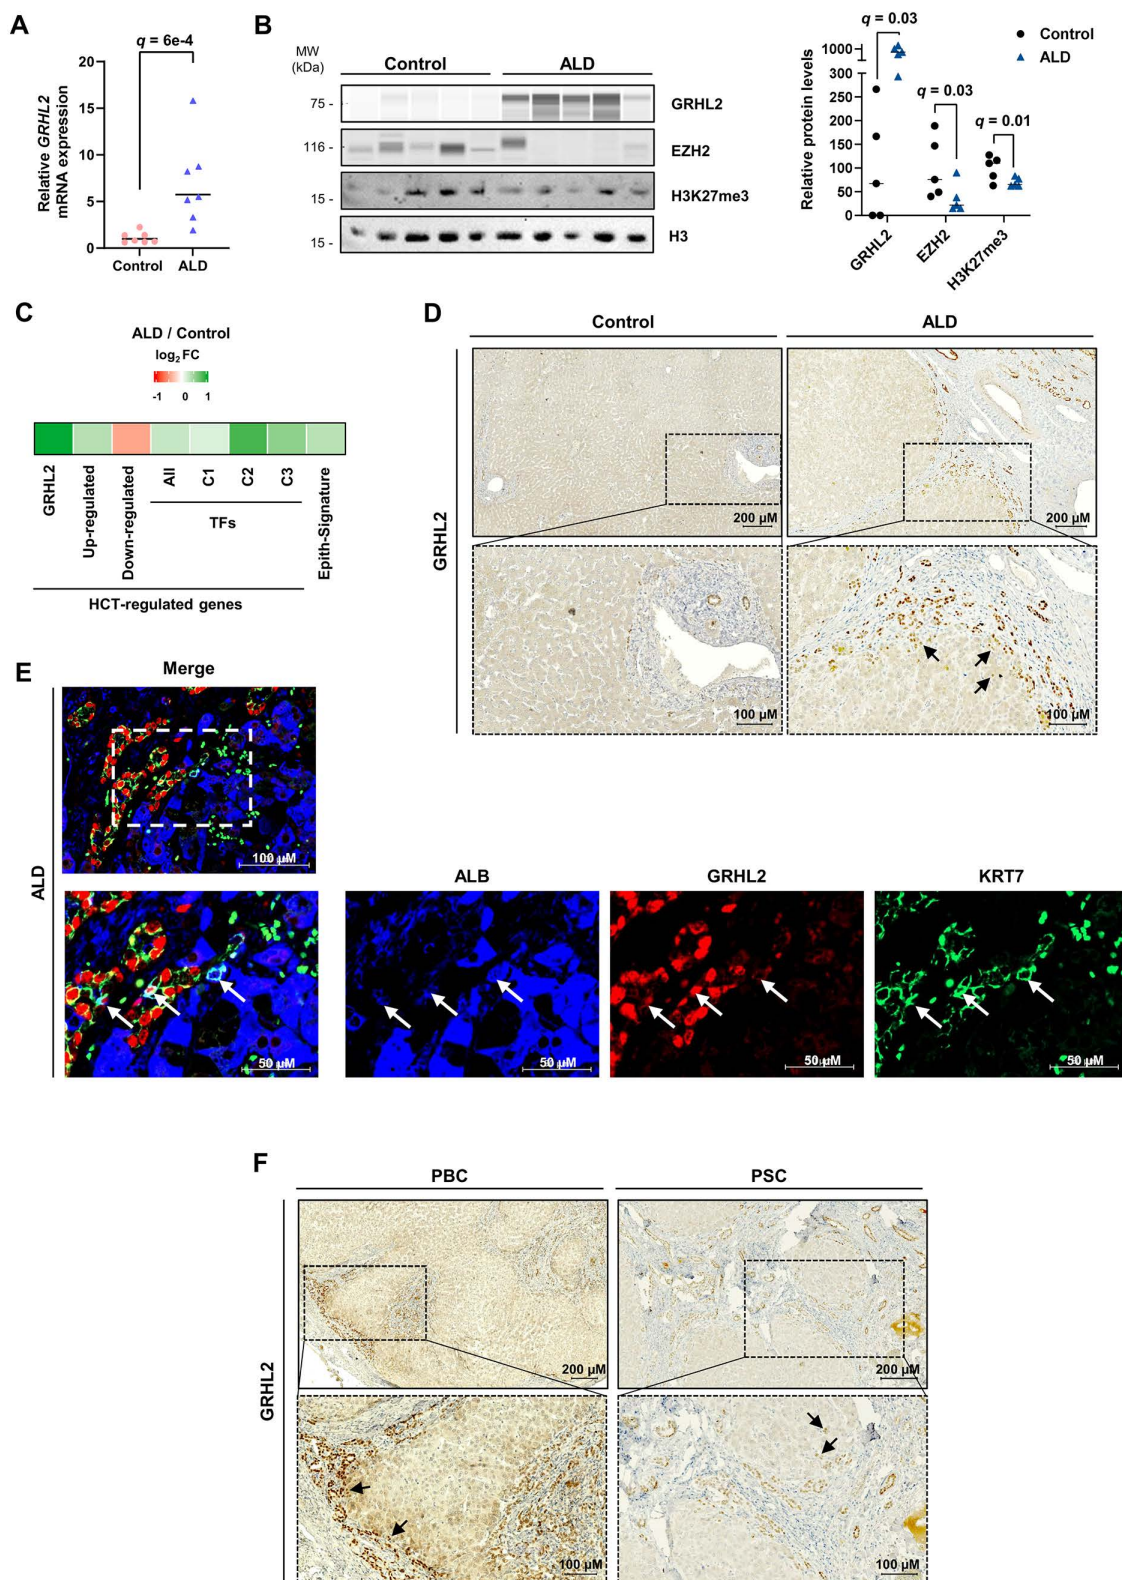 A
q = 6e-4
Relative GRHL2
mRNA expression
20
15
10
5
0
Control
ALD
B
MW
(kDa)
Control
ALD
75 -
GRHL2
116 -
EZH2
15 -
H3K27me3
15 -
H3
q = 0.03
Control
ALD
Relative protein levels
1000
300
250
200
150
100
50
0
q = 0.03
q = 0.01
GRHL2
EZH2
H3K27me3
C
ALD / Control
log2 FC
-1 0 1
GRHL2
Up-regulated
Down-regulated
All
C1
C2
C3
Epith-Signature
TFs
HCT-regulated genes
D
Control
ALD
GRHL2
200 µM
200 µM
100 µM
100 µM
E
Merge
ALD
100 µM
ALB
GRHL2
KRT7
50 µM
50 µM
50 µM
50 µM
F
PBC
PSC
GRHL2
200 µM
200 µM
100 µM
100 µM